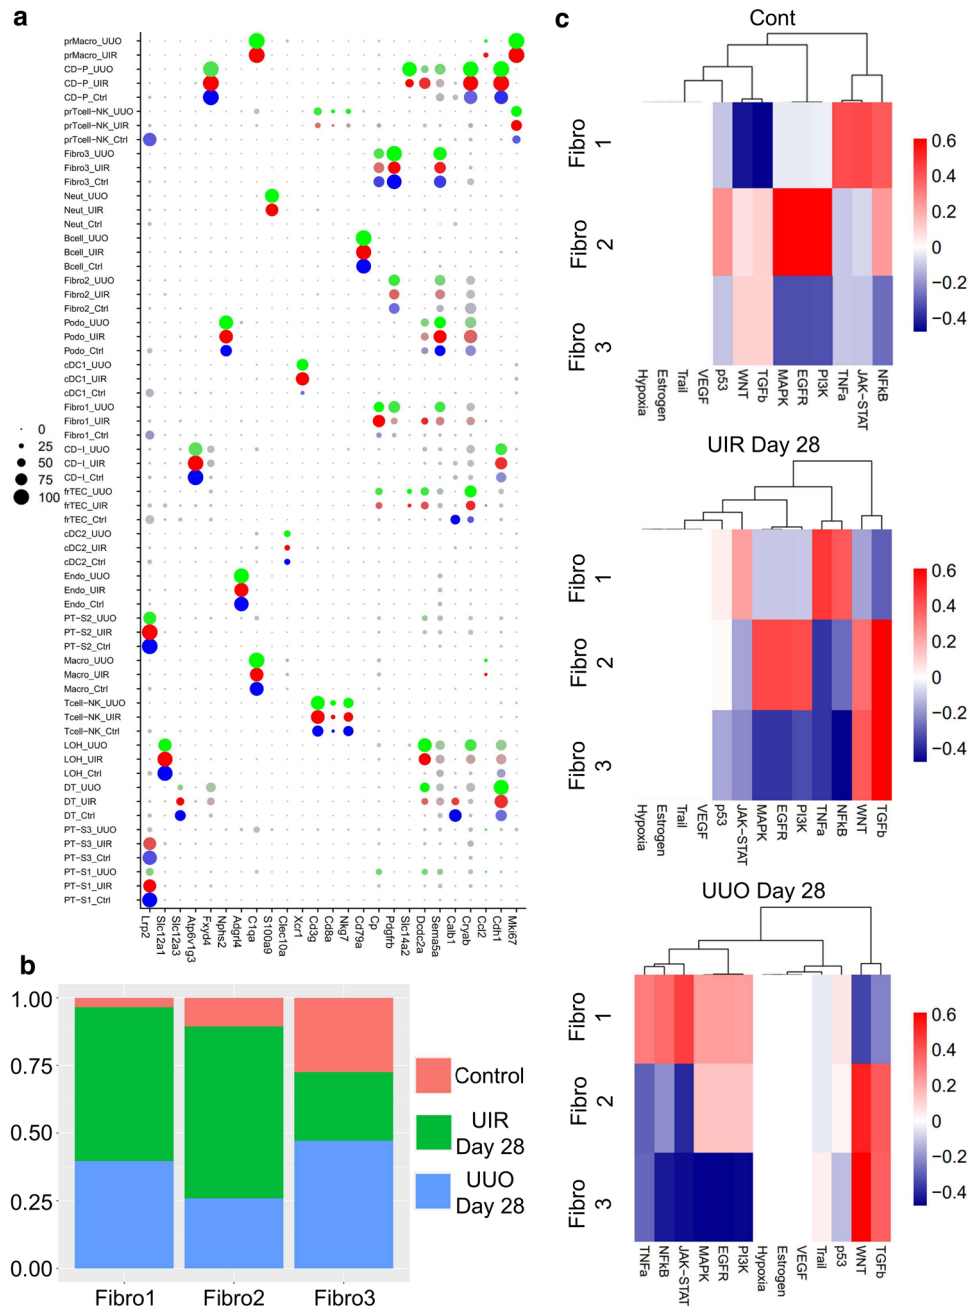 a
prMacro_UUO
prMacro_UIR
CD-P_UUO
CD-P_UIR
CD-P_Ctrl
prTcell-NK_UUO
prTcell-NK_UIR
prTcell-NK_Ctrl
Fibro3_UUO
Fibro3_UIR
Fibro3_Ctrl
Neut_UUO
Neut_UIR
Neut_Ctrl
Bcell_UUO
Bcell_UIR
Bcell_Ctrl
Fibro2_UUO
Fibro2_UIR
Fibro2_Ctrl
Podo_UUO
Podo_UIR
Podo_Ctrl
cDC1_UUO
cDC1_UIR
cDC1_Ctrl
Fibro1_UUO
Fibro1_UIR
Fibro1_Ctrl
CD-I_UUO
CD-I_UIR
CD-I_Ctrl
frTEC_UUO
frTEC_UIR
frTEC_Ctrl
cDC2_UUO
cDC2_UIR
cDC2_Ctrl
Endo_UUO
Endo_UIR
Endo_Ctrl
PT-S2_UUO
PT-S2_UIR
PT-S2_Ctrl
Macro_UUO
Macro_UIR
Macro_Ctrl
Tcell-NK_UUO
Tcell-NK_UIR
Tcell-NK_Ctrl
LOH_UUO
LOH_UIR
LOH_Ctrl
DT_UUO
DT_UIR
DT_Ctrl
PT-S3_UUO
PT-S3_UIR
PT-S3_Ctrl
PT-S1_UUO
PT-S1_UIR
PT-S1_Ctrl
0
25
50
75
100
Lrp2
Slc12a1
Slc12a3
Atp6v1g3
Fxyd4
Nphs2
Adgrl4
C1qa
S100a9
Clec10a
Xcr1
Cd3g
Cd8a
Nkg7
Cd79a
Cp
Pdgfrb
Slc14a2
Dcdc2a
Sema5a
Calb1
Cryab
Ccl2
Cdh1
Mki67
b
1.00
0.75
0.50
0.25
0.00
Fibro1
Fibro2
Fibro3
Control
UIR
Day 28
UUO
Day 28
c
Cont
Fibro
1
Fibro
2
Fibro
3
Hypoxia
Estrogen
Trail
VEGF
p53
WNT
TGFb
MAPK
EGFR
PI3K
TNFa
JAK-STAT
NFkB
0.6
0.4
0.2
0
−0.2
−0.4
UIR Day 28
Fibro
1
Fibro
2
Fibro
3
Hypoxia
Estrogen
Trail
VEGF
p53
JAK-STAT
MAPK
EGFR
PI3K
TNFa
NFkB
WNT
TGFb
0.6
0.4
0.2
0
−0.2
−0.4
UUO Day 28
Fibro
1
Fibro
2
Fibro
3
TNFa
NFkB
JAK-STAT
MAPK
EGFR
PI3K
Hypoxia
Estrogen
VEGF
Trail
p53
WNT
TGFb
0.6
0.4
0.2
0
−0.2
−0.4